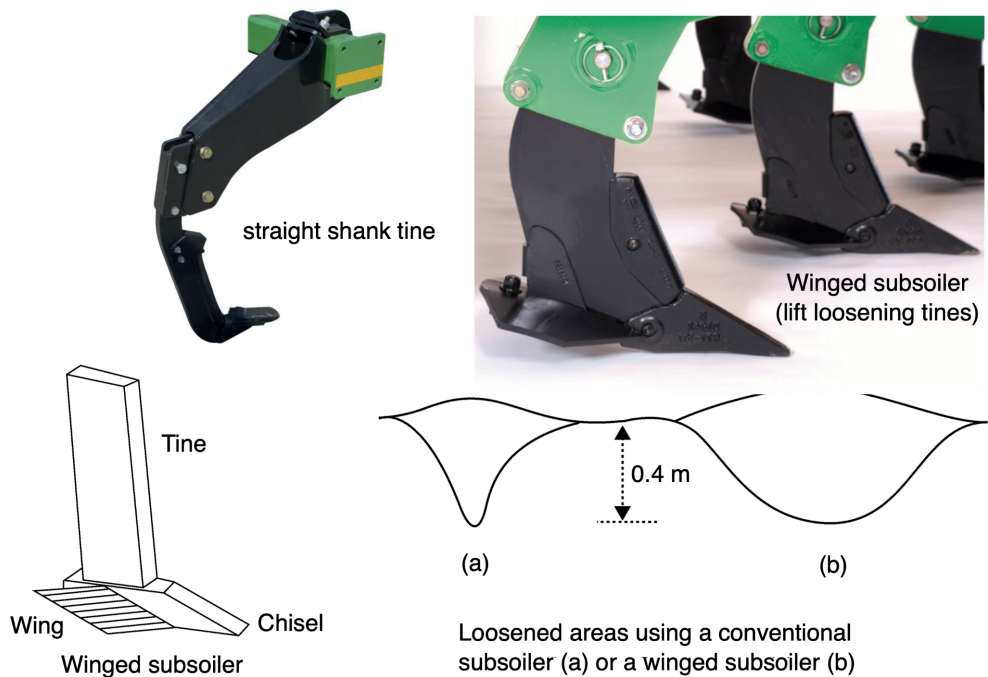 straight shank tine
Winged subsoiler
(lift loosening tines)
Tine
Wing
Chisel
Winged subsoiler
0.4 m
(a)
(b)
Loosened areas using a conventional
subsoiler (a) or a winged subsoiler (b)